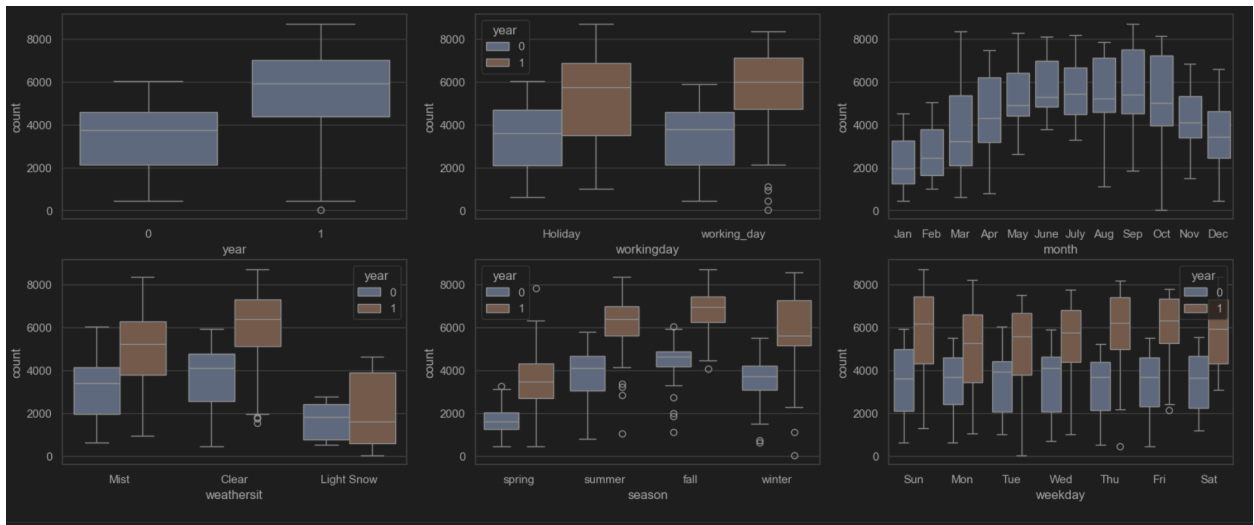 8000
6000
4000
2000
0
count
0 1
year
8000
6000
4000
2000
0
count
year
0
1
Holiday working_day
workingday
8000
6000
4000
2000
0
count
Jan Feb Mar Apr May June July Aug Sep Oct Nov Dec
month
8000
6000
4000
2000
0
count
year
0
1
Mist Clear Light Snow
weathersit
8000
6000
4000
2000
0
count
year
0
1
spring summer fall winter
season
8000
6000
4000
2000
0
count
year
0
1
Sun Mon Tue Wed Thu Fri Sat
weekday